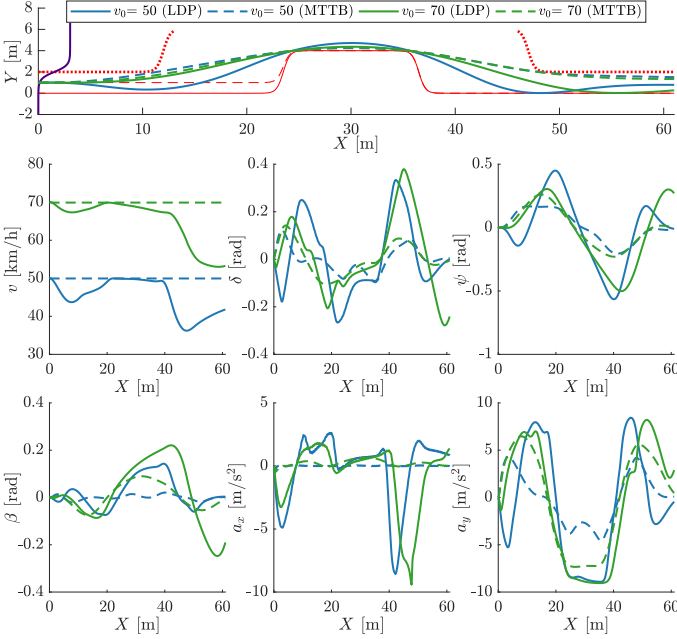 v₀= 50 (LDP) v₀= 50 (MTTB) v₀= 70 (LDP) v₀= 70 (MTTB)
8
6
4
2
0
-2
Y [m]
0 10 20 30 40 50 60
X [m]
80
70
60
50
40
30
v [km/h]
0 20 40 60
X [m]
0.4
0.2
0
-0.2
-0.4
δ [rad]
0 20 40 60
X [m]
0.5
0
-0.5
-1
ψ [rad]
0 20 40 60
X [m]
0.4
0.2
0
-0.2
-0.4
β [rad]
0 20 40 60
X [m]
5
0
-5
-10
aₓ [m/s²]
0 20 40 60
X [m]
10
5
0
-5
-10
a_y [m/s²]
0 20 40 60
X [m]